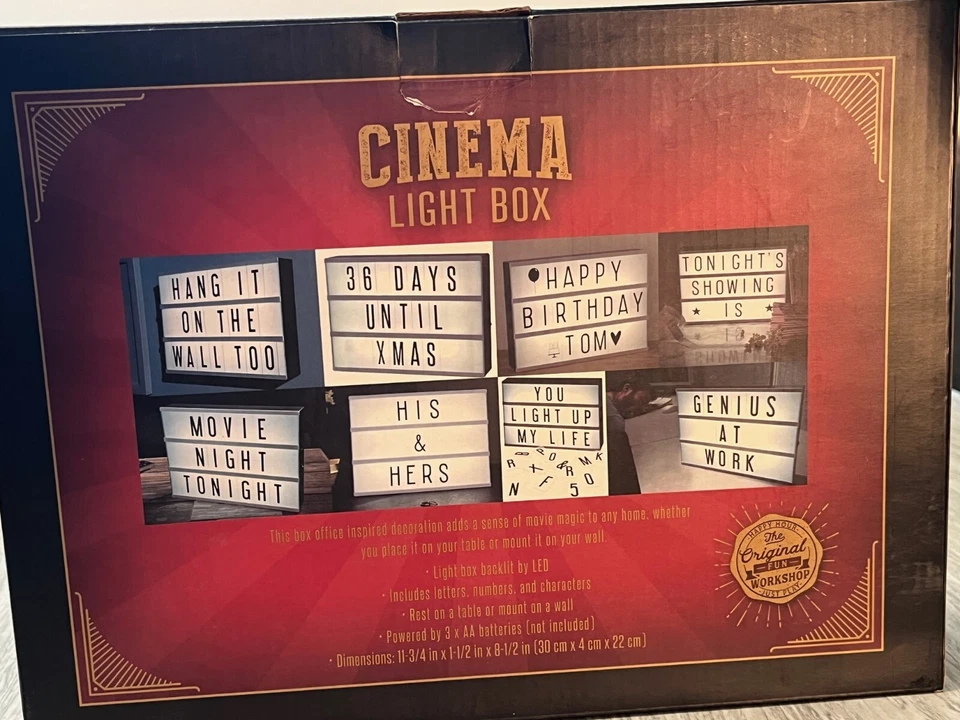 CINEMA
LIGHT BOX
HANG IT
ON THE
WALL TOO
36 DAYS
UNTIL
XMAS
HAPPY
BIRTHDAY
TOM♥
TONIGHT'S
SHOWING
★ IS ★
MOVIE
NIGHT
TONIGHT
HIS
&
HERS
YOU
LIGHT UP
MY LIFE
GENIUS
AT
WORK
This box office inspired decoration adds a sense of movie magic to any home, whether
you place it on your table or mount it on your wall.
• Light box backlit by LED
• Includes letters, numbers, and characters
• Rest on a table or mount on a wall
• Powered by 3 x AA batteries (not included)
• Dimensions: 11-3/4 in x 1-1/2 in x 8-1/2 in (30 cm x 4 cm x 22 cm)
HAPPY HOUR
The
Original
FUN
WORKSHOP
JUST PLAY